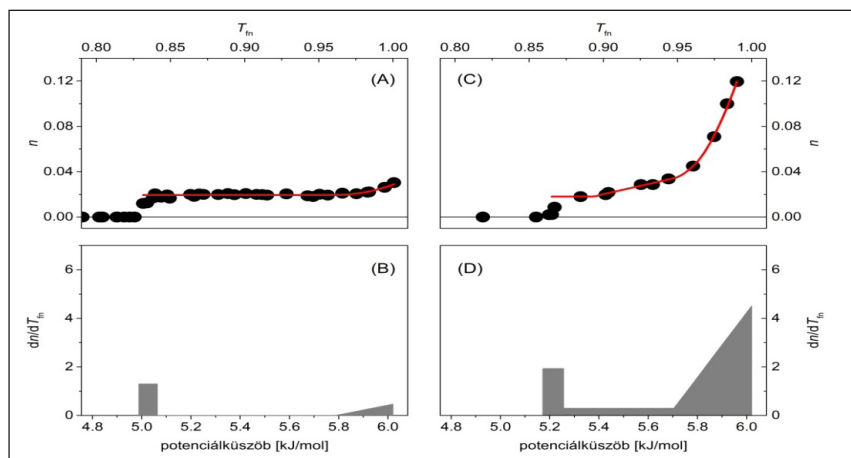 T_fn
T_fn
0.80 0.85 0.90 0.95 1.00
0.80 0.85 0.90 0.95 1.00
(A)
(C)
0.12
0.08
0.04
0.00
n
0.12
0.08
0.04
0.00
n
(B)
(D)
6
4
2
0
dn/dT_fn
6
4
2
0
dn/dT_fn
4.8 5.0 5.2 5.4 5.6 5.8 6.0
4.8 5.0 5.2 5.4 5.6 5.8 6.0
potenciálküszöb [kJ/mol]
potenciálküszöb [kJ/mol]